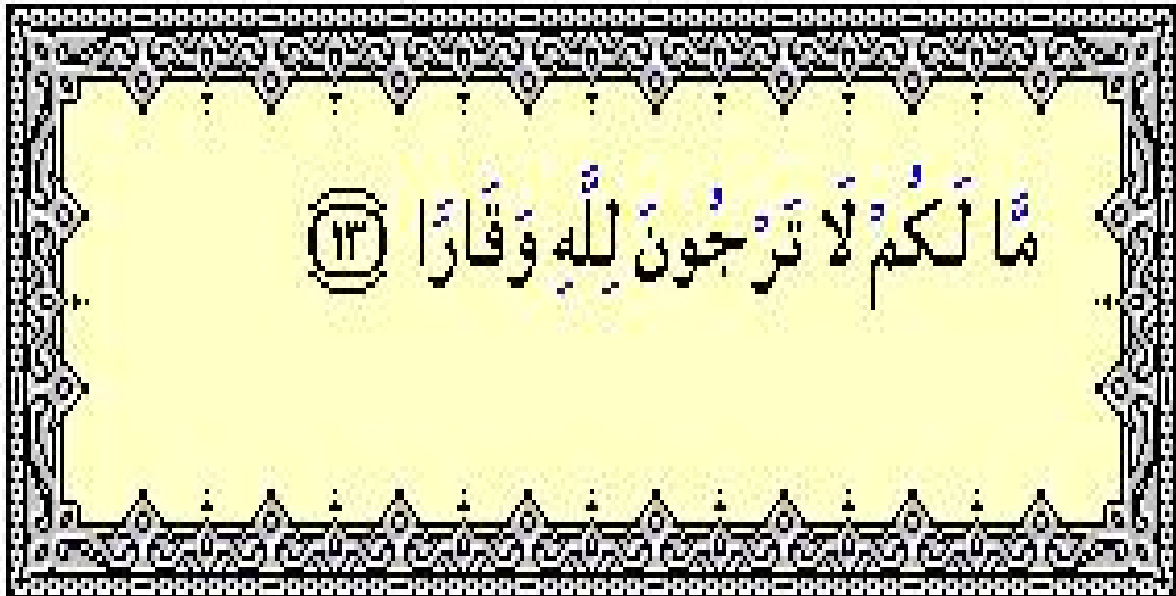 مَّا لَكُمْ لَا تَرْجُونَ لِلَّهِ وَقَارًا ١٣